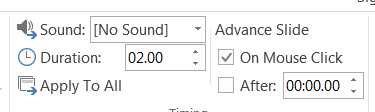 Sound: [No Sound] Advance Slide
Duration: 02.00 On Mouse Click
Apply To All After: 00:00.00